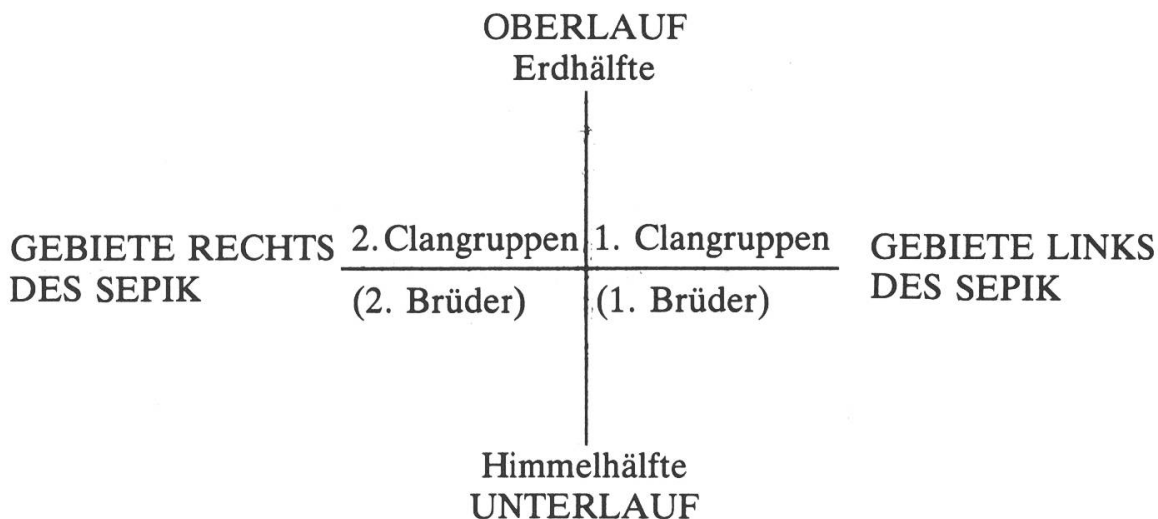 OBERLAUF
Erdhälfte
GEBIETE RECHTS
DES SEPIK
2. Clangruppen
(2. Brüder)
1. Clangruppen
(1. Brüder)
GEBIETE LINKS
DES SEPIK
Himmelhälfte
UNTERLAUF